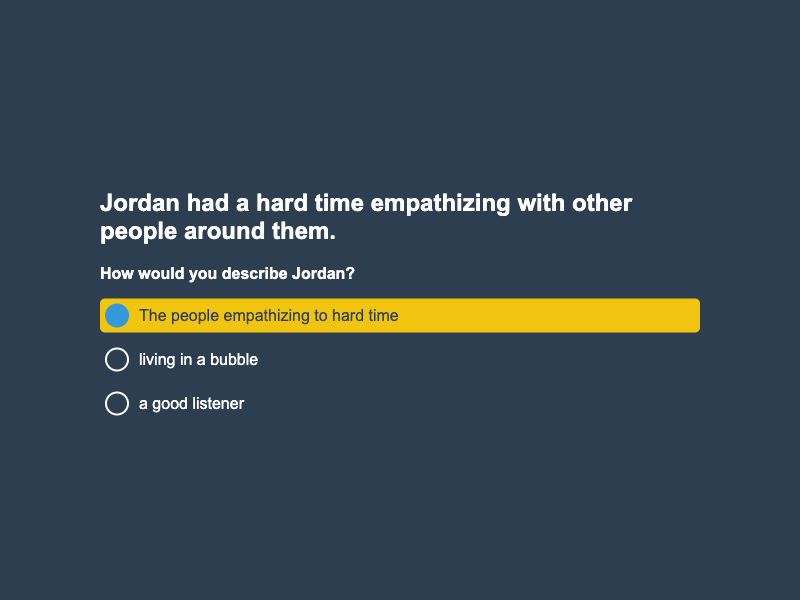 Jordan had a hard time empathizing with other
people around them.
How would you describe Jordan?
The people empathizing to hard time
living in a bubble
a good listener